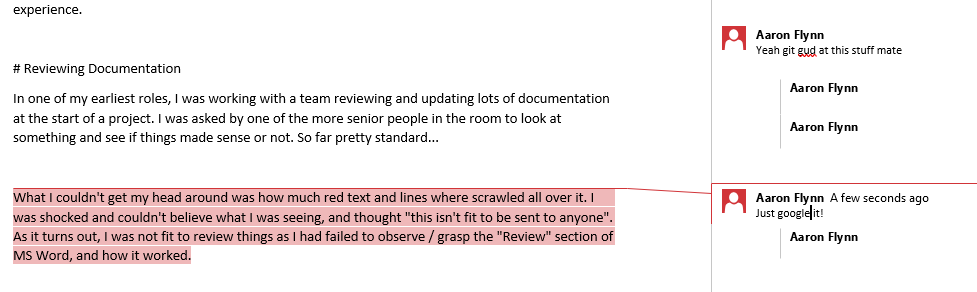 experience.
# Reviewing Documentation
In one of my earliest roles, I was working with a team reviewing and updating lots of documentation
at the start of a project. I was asked by one of the more senior people in the room to look at
something and see if things made sense or not. So far pretty standard...
What I couldn't get my head around was how much red text and lines where scrawled all over it. I
was shocked and couldn't believe what I was seeing, and thought "this isn't fit to be sent to anyone".
As it turns out, I was not fit to review things as I had failed to observe / grasp the "Review" section of
MS Word, and how it worked.
Aaron Flynn
Yeah git gud at this stuff mate
Aaron Flynn
Aaron Flynn
Aaron Flynn A few seconds ago
Just google it!
Aaron Flynn